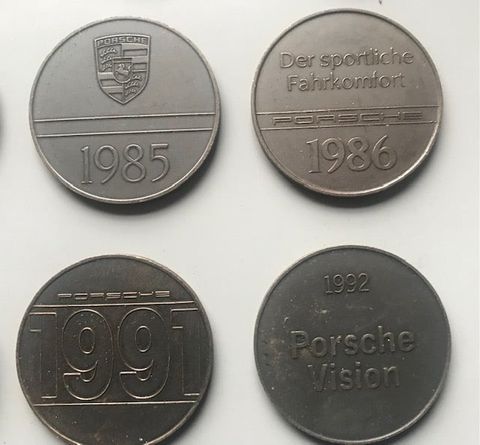 PORSCHE
1985
Der sportliche
Fahrkomfort
PORSCHE
1986
PORSCHE
1991
1992
Porsche
Vision